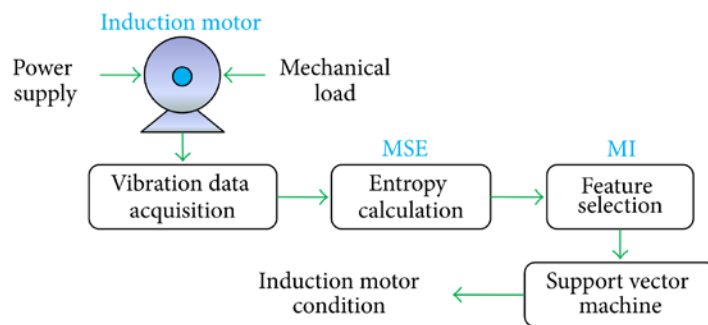 Induction motor
Power
supply
Mechanical
load
MSE
MI
Vibration data
acquisition
Entropy
calculation
Feature
selection
Induction motor
condition
Support vector
machine